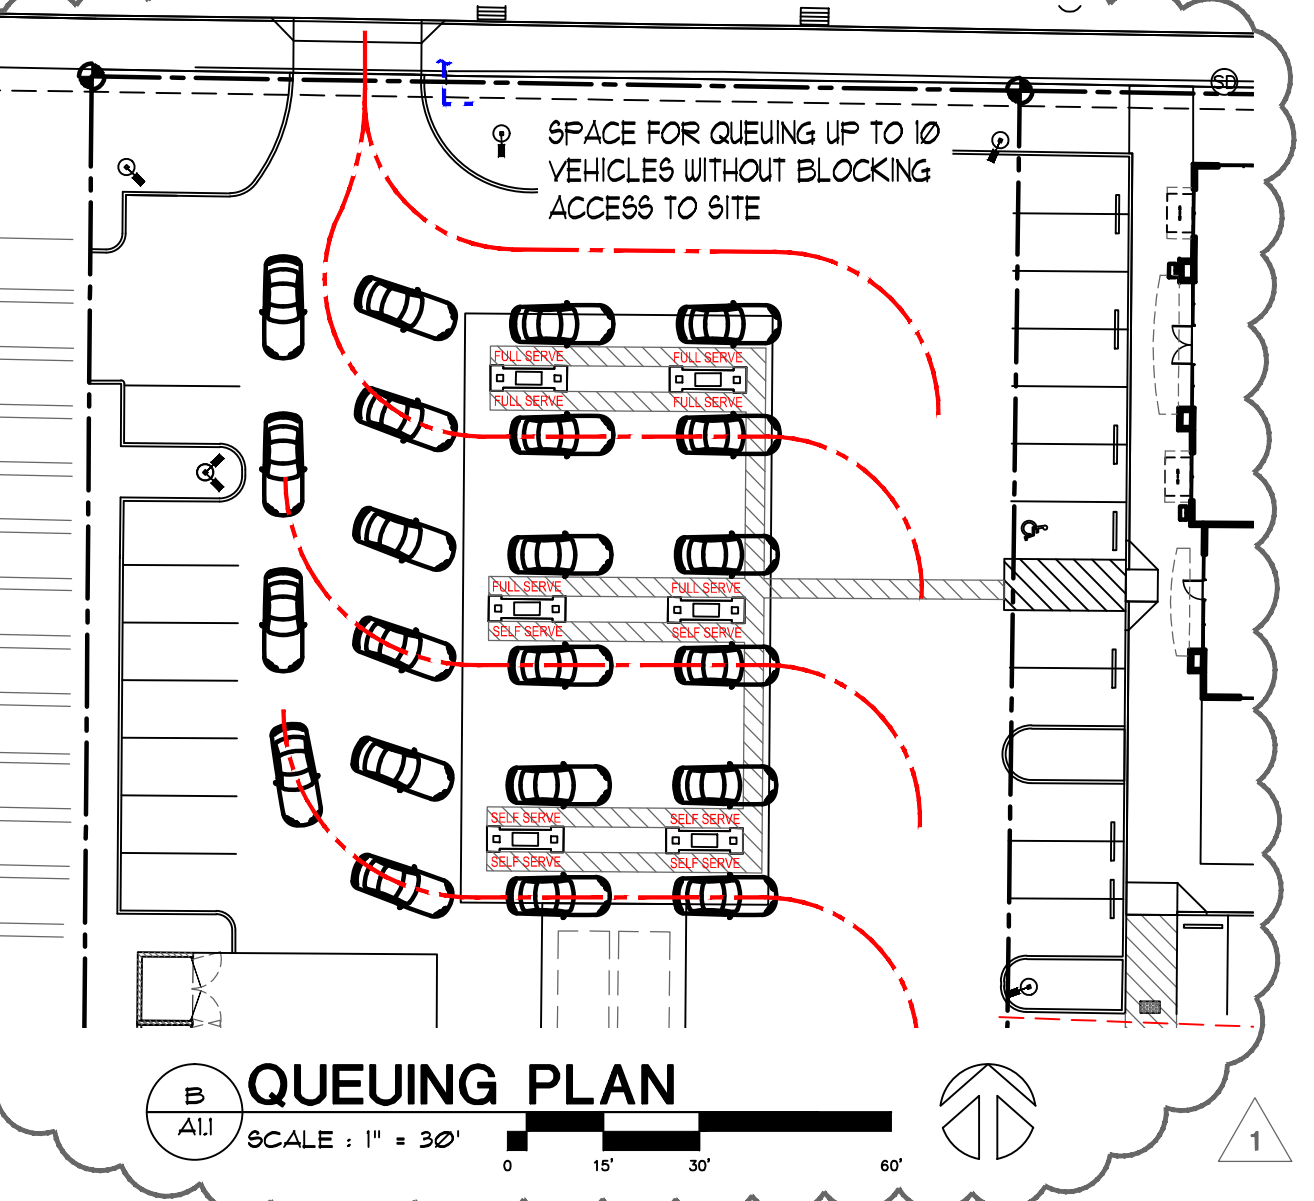 SD
SPACE FOR QUEUING UP TO 10
VEHICLES WITHOUT BLOCKING
ACCESS TO SITE
FULL SERVE FULL SERVE
FULL SERVE FULL SERVE
FULL SERVE FULL SERVE
SELF SERVE SELF SERVE
SELF SERVE SELF SERVE
SELF SERVE SELF SERVE
B
A1.1
QUEUING PLAN
SCALE : 1" = 30'
0 15' 30' 60'
1